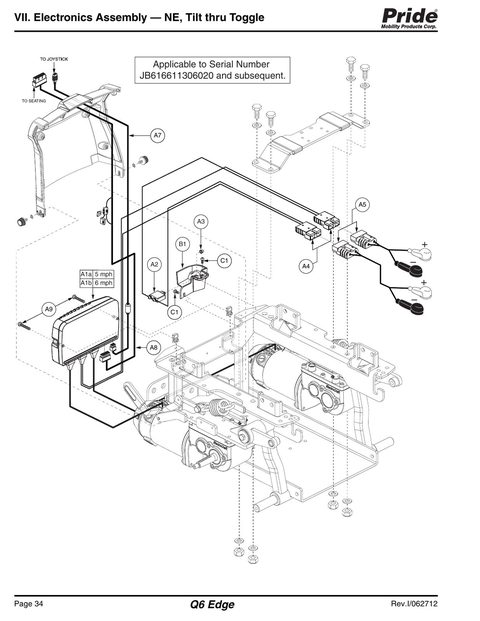 VII. Electronics Assembly — NE, Tilt thru Toggle
Pride
Mobility Products Corp.
TO JOYSTICK
TO SEATING
Applicable to Serial Number
JB616611306020 and subsequent.
A7
A5
A3
B1
C1
A2
A4
A1a 5 mph
A1b 6 mph
C1
A9
A8
+
–
+
–
Page 34
Q6 Edge
Rev.I/062712